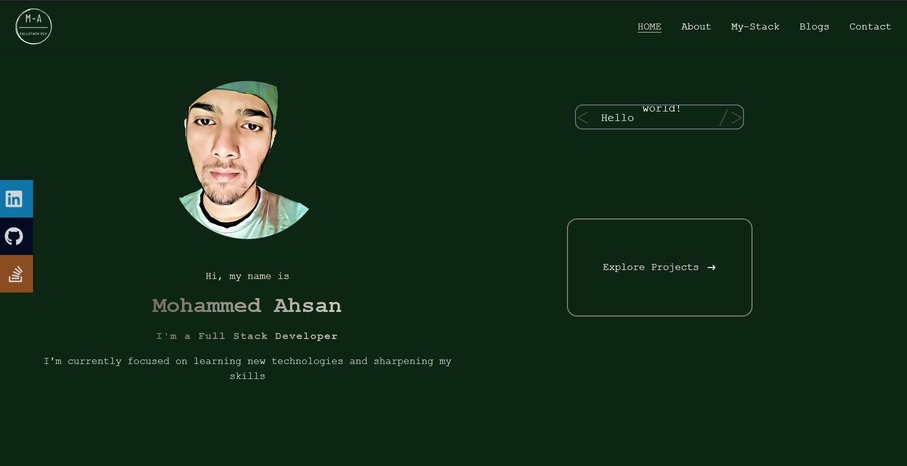 M-A
FULLSTACK DEV
HOME About My-Stack Blogs Contact
world!
< Hello />
in
Hi, my name is
Mohammed Ahsan
I'm a Full Stack Developer
I'm currently focused on learning new technologies and sharpening my
skills
Explore Projects →